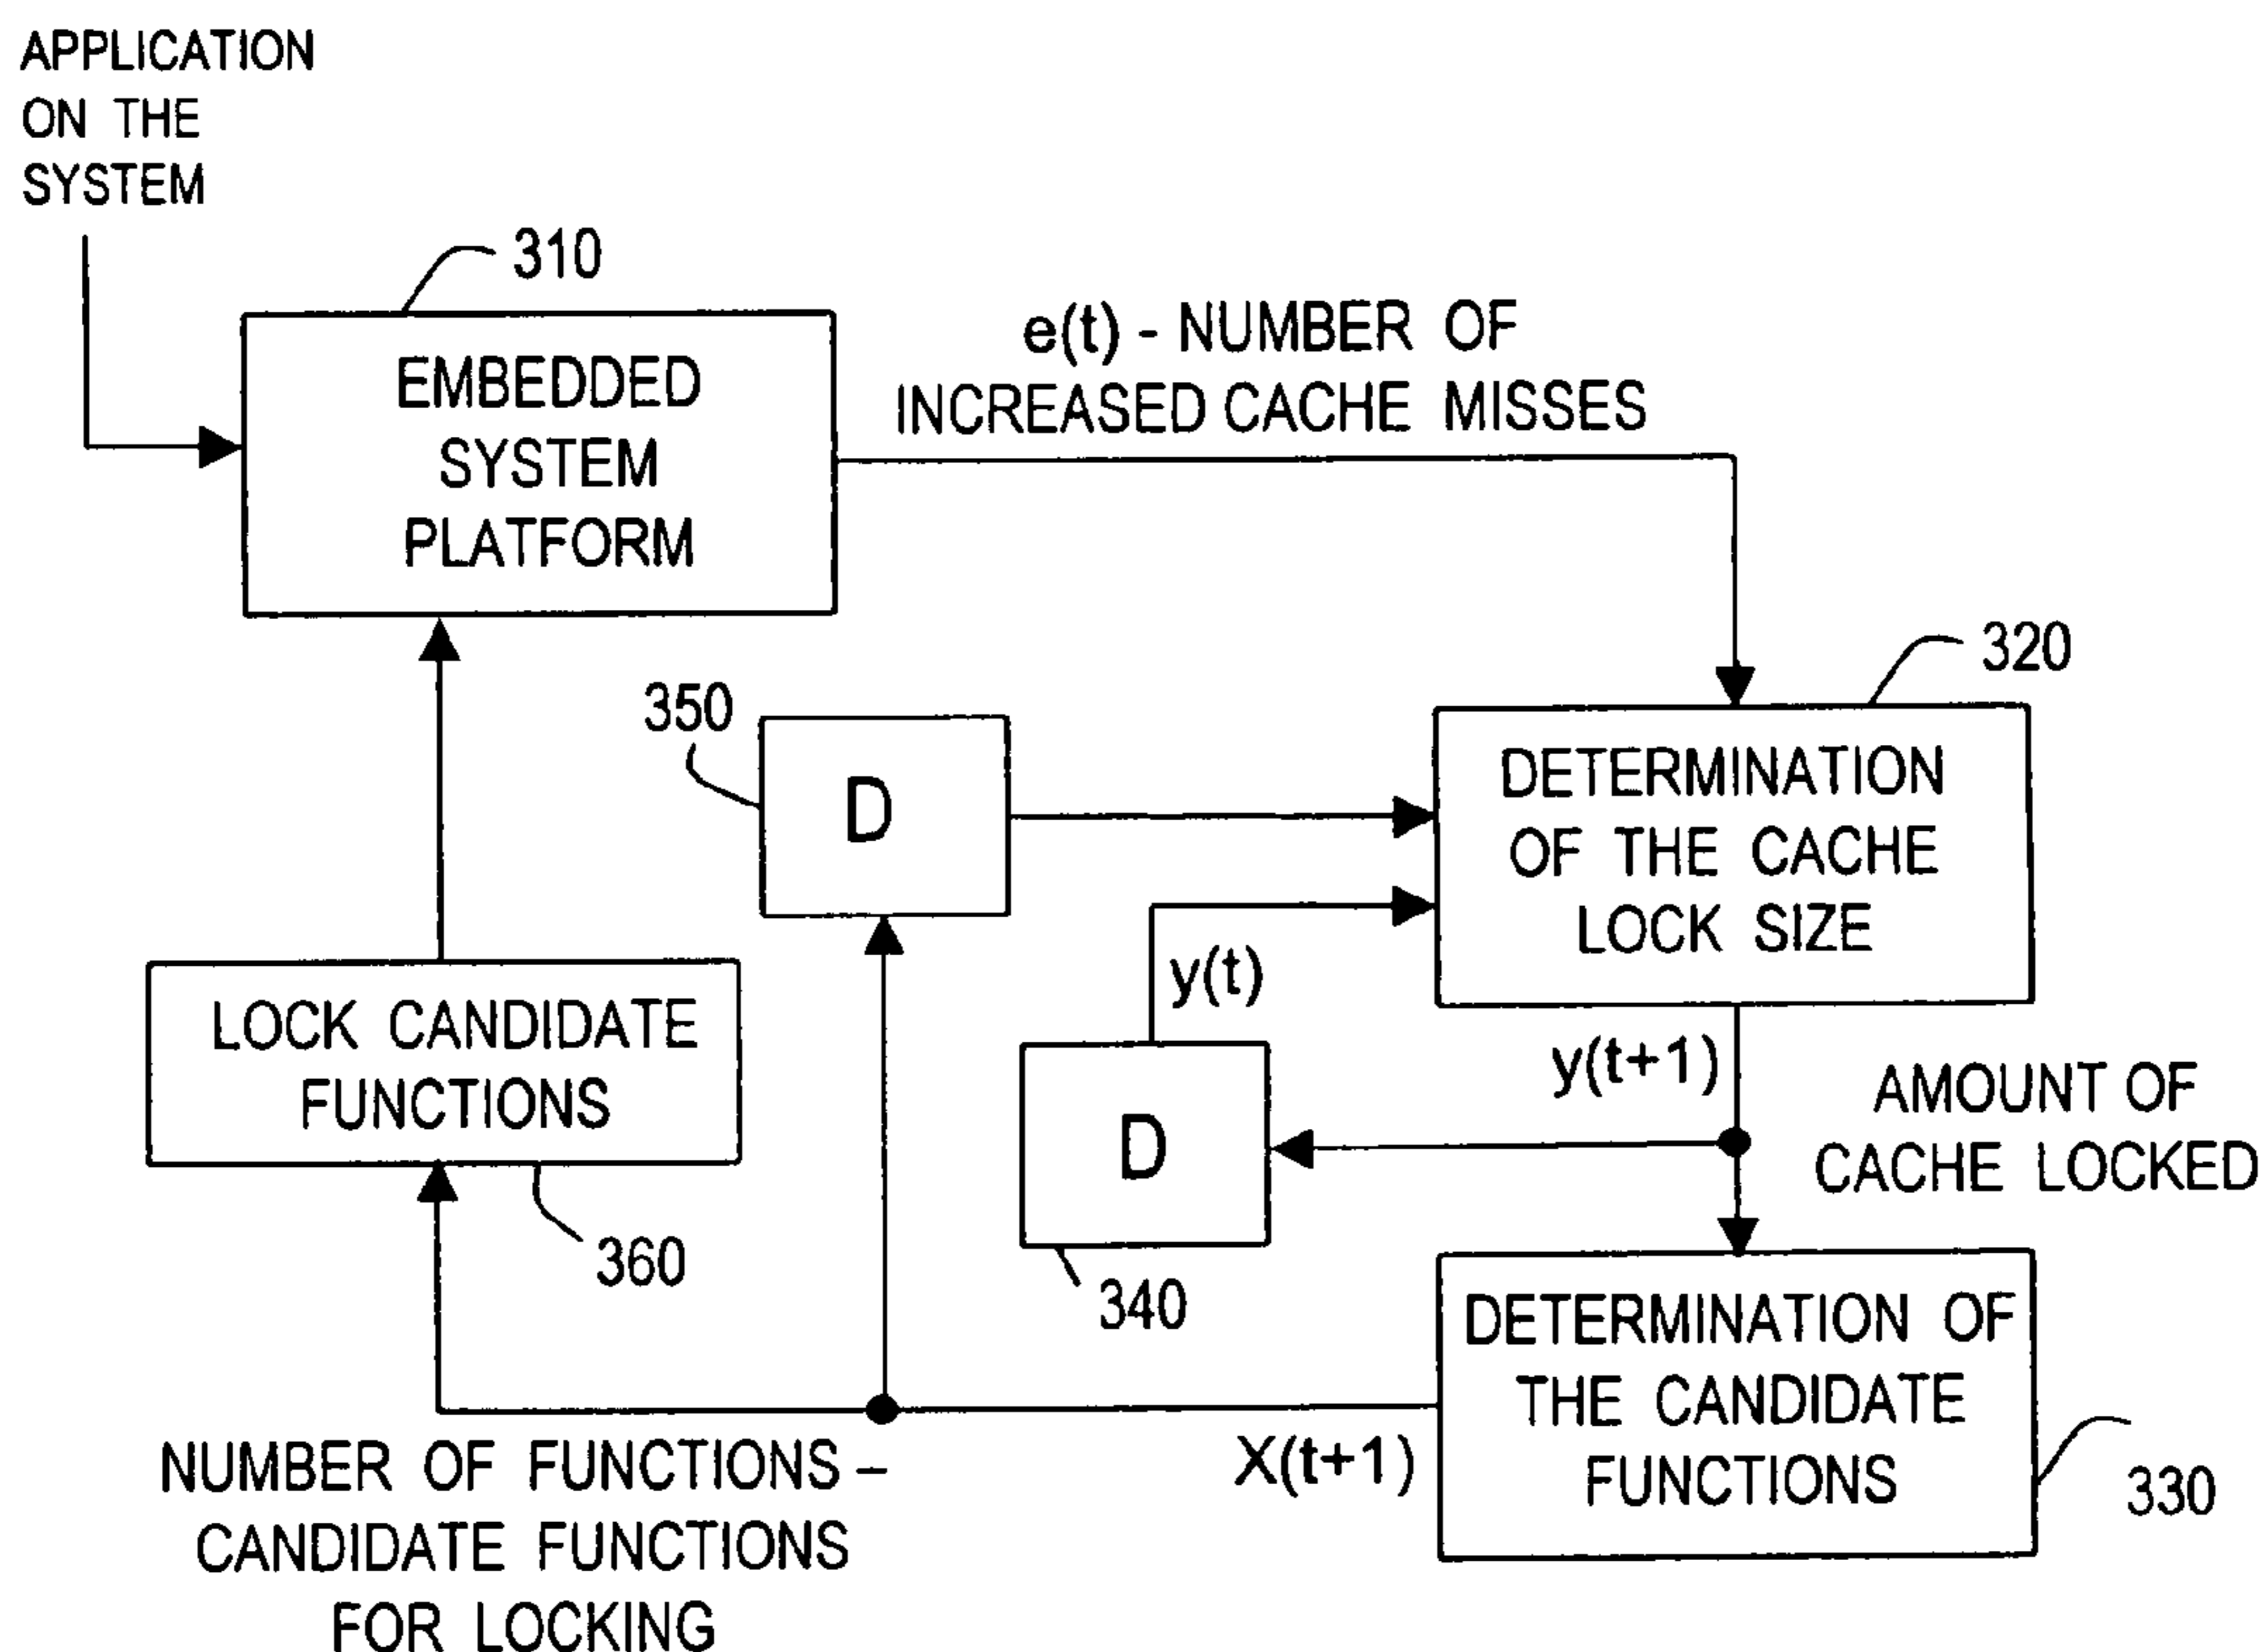 APPLICATION
ON THE
SYSTEM
310
EMBEDDED
SYSTEM
PLATFORM
e(t) - NUMBER OF
INCREASED CACHE MISSES
320
350
D
DETERMINATION
OF THE CACHE
LOCK SIZE
y(t)
LOCK CANDIDATE
FUNCTIONS
360
D
340
y(t+1)
AMOUNT OF
CACHE LOCKED
DETERMINATION OF
THE CANDIDATE
FUNCTIONS
330
X(t+1)
NUMBER OF FUNCTIONS –
CANDIDATE FUNCTIONS
FOR LOCKING